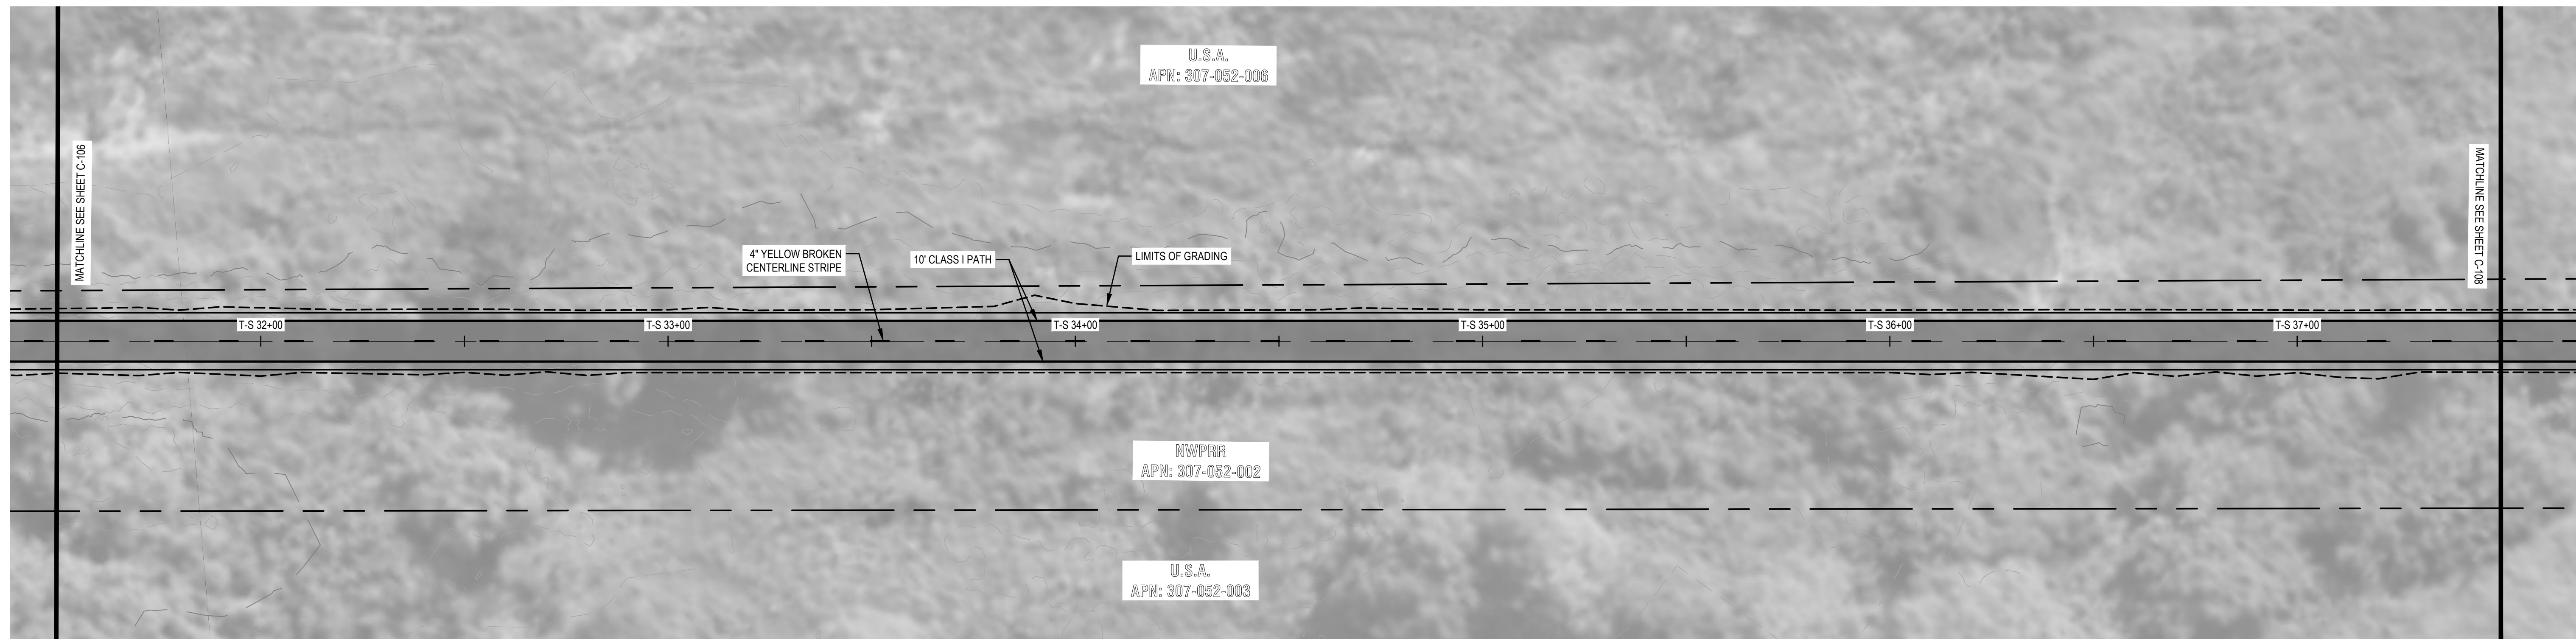 U.S.A.
APN: 307-052-006
MATCHLINE SEE SHEET C-106
MATCHLINE SEE SHEET C-108
4" YELLOW BROKEN
CENTERLINE STRIPE
10' CLASS I PATH
LIMITS OF GRADING
T-S 32+00
T-S 33+00
T-S 34+00
T-S 35+00
T-S 36+00
T-S 37+00
NWPRR
APN: 307-052-002
U.S.A.
APN: 307-052-003